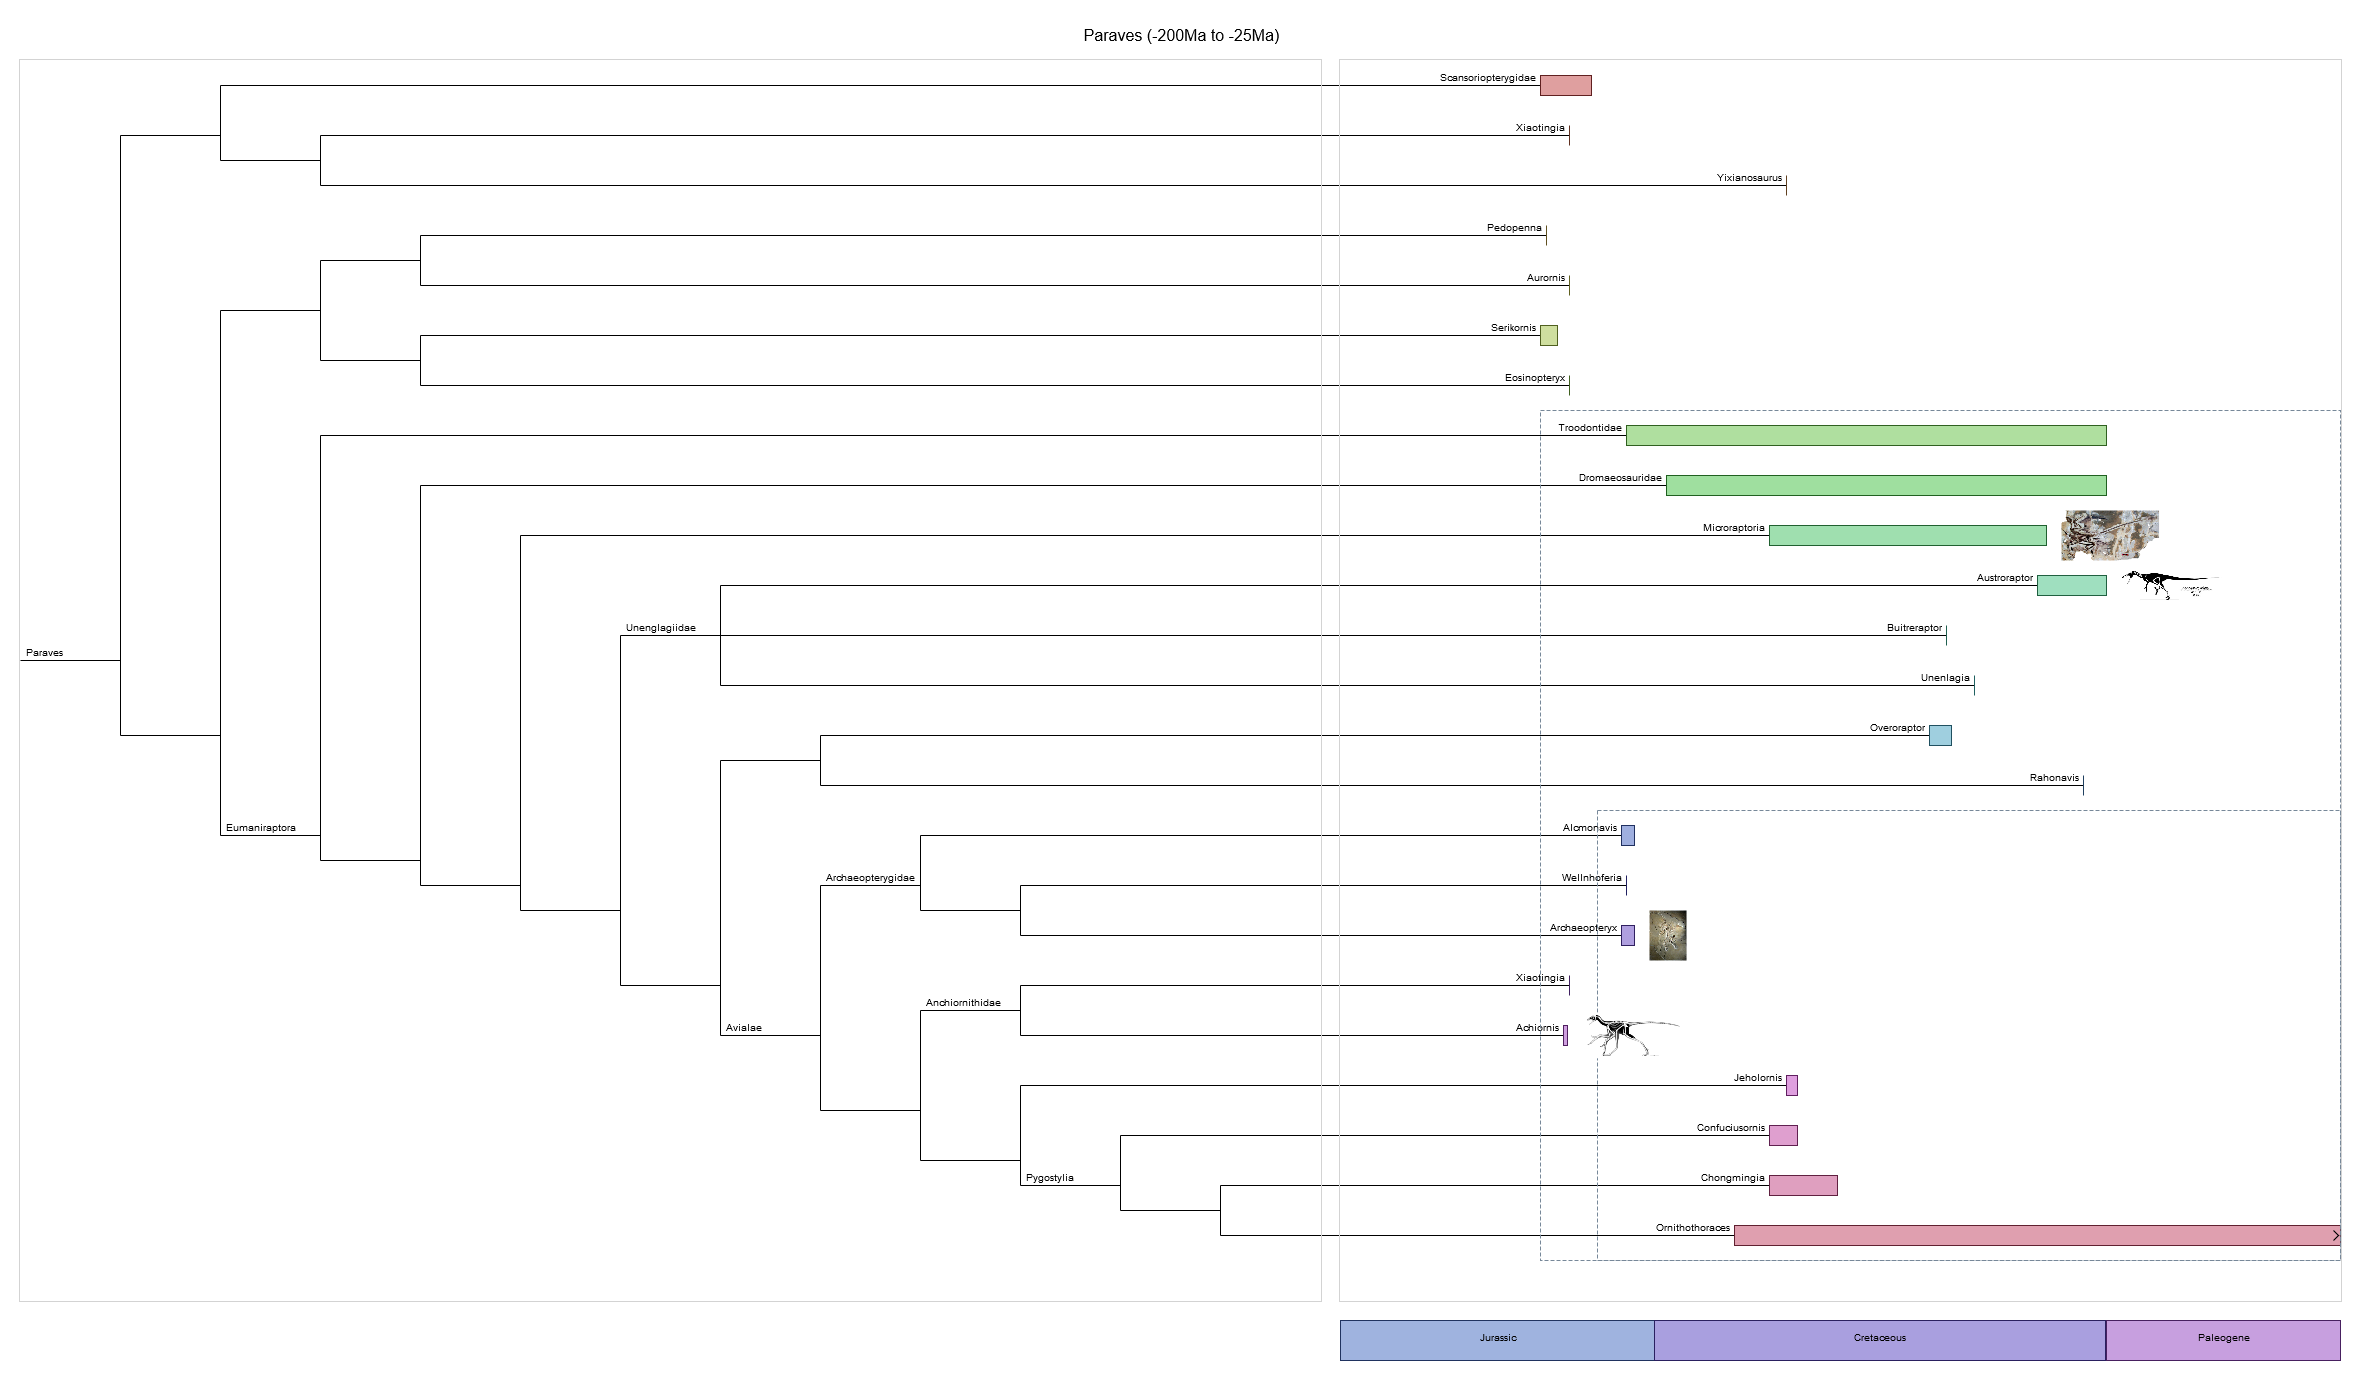 Paraves (-200Ma to -25Ma)
Scansoriopterygidae
Xiaotingia
Yixianosaurus
Pedopenna
Aurornis
Serikornis
Eosinopteryx
Troodontidae
Dromaeosauridae
Microraptoria
Austroraptor
Unenglagiidae
Buitreraptor
Paraves
Unenlagia
Overoraptor
Rahonavis
Eumaniraptora
Alcmonavis
Archaeopterygidae
Wellnhoferia
Archaeopteryx
Xiaotingia
Anchiornithidae
Avialae
Achiornis
Jeholornis
Confuciusornis
Pygostylia
Chongmingia
Ornithothoraces
Jurassic
Cretaceous
Paleogene